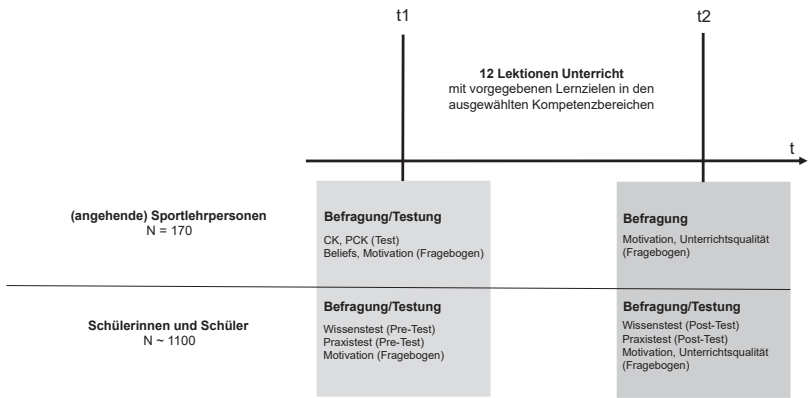 t1
t2
12 Lektionen Unterricht
mit vorgegebenen Lernzielen in den
ausgewählten Kompetenzbereichen
t
(angehende) Sportlehrpersonen
N = 170
Befragung/Testung
CK, PCK (Test)
Beliefs, Motivation (Fragebogen)
Befragung
Motivation, Unterrichtsqualität
(Fragebogen)
Schülerinnen und Schüler
N ~ 1100
Befragung/Testung
Wissenstest (Pre-Test)
Praxistest (Pre-Test)
Motivation (Fragebogen)
Befragung/Testung
Wissenstest (Post-Test)
Praxistest (Post-Test)
Motivation, Unterrichtsqualität
(Fragebogen)